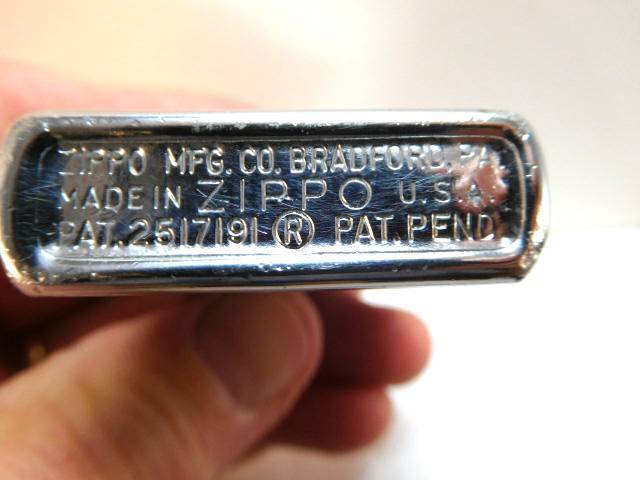 ZIPPO MFG. CO. BRADFORD, PA.
MADE IN ZIPPO U.S.A.
PAT. 2517191 ® PAT. PEND.